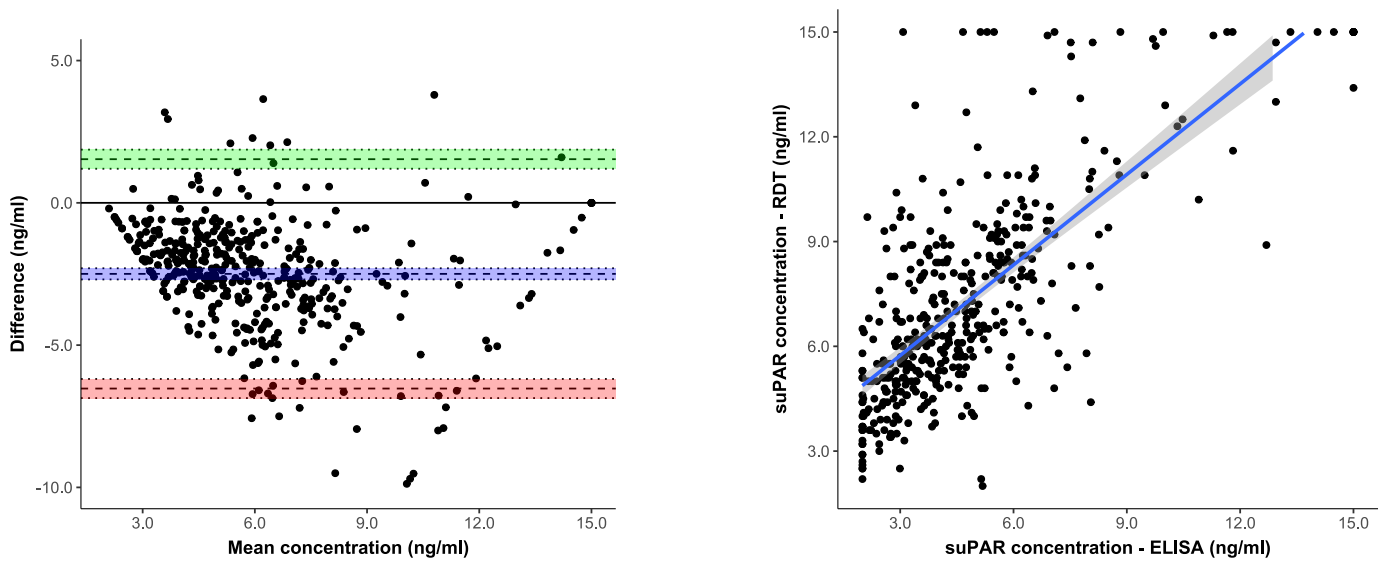 5.0
0.0
-5.0
-10.0
Difference (ng/ml)
3.0 6.0 9.0 12.0 15.0
Mean concentration (ng/ml)
15.0
12.0
9.0
6.0
3.0
suPAR concentration - RDT (ng/ml)
3.0 6.0 9.0 12.0 15.0
suPAR concentration - ELISA (ng/ml)